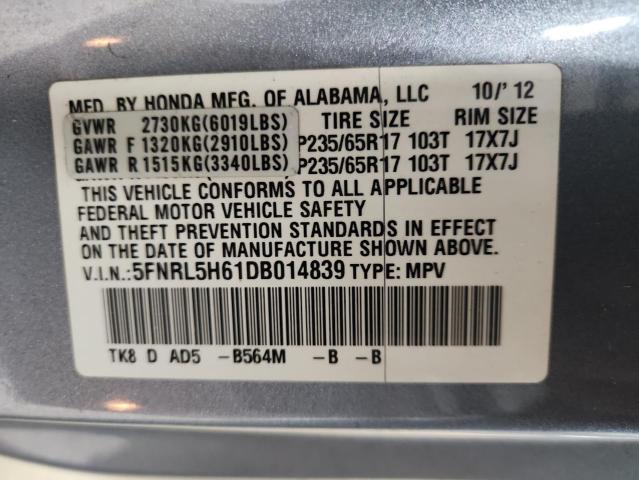 MFD. BY HONDA MFG. OF ALABAMA, LLC 10/' 12
GVWR 2730KG(6019LBS) TIRE SIZE RIM SIZE
GAWR F 1320KG(2910LBS) P235/65R17 103T 17X7J
GAWR R 1515KG(3340LBS) P235/65R17 103T 17X7J
THIS VEHICLE CONFORMS TO ALL APPLICABLE
FEDERAL MOTOR VEHICLE SAFETY
AND THEFT PREVENTION STANDARDS IN EFFECT
ON THE DATE OF MANUFACTURE SHOWN ABOVE.
V.I.N.: 5FNRL5H61DB014839 TYPE: MPV
TK8 D AD5 -B564M -B -B